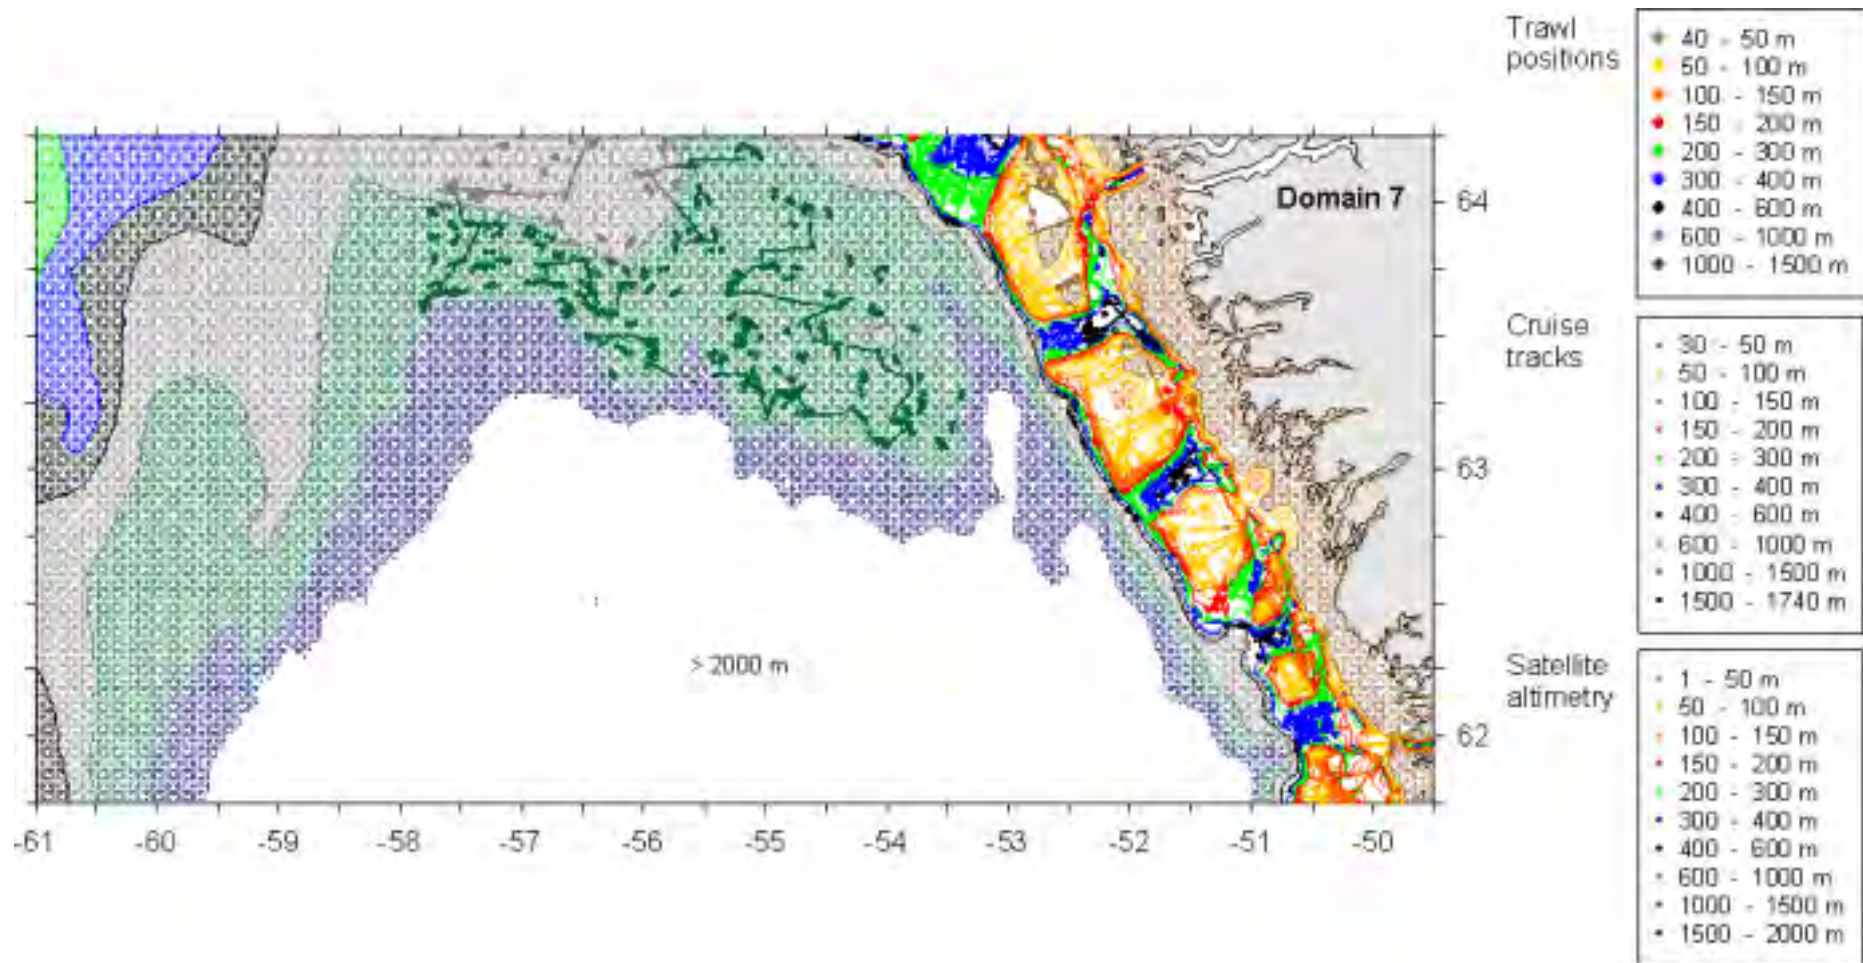 Trawl
positions
40 - 50 m
50 - 100 m
100 - 150 m
150 - 200 m
200 - 300 m
300 - 400 m
400 - 600 m
600 - 1000 m
1000 - 1500 m
Cruise
tracks
30 - 50 m
50 - 100 m
100 - 150 m
150 - 200 m
200 - 300 m
300 - 400 m
400 - 600 m
600 - 1000 m
1000 - 1500 m
1500 - 1740 m
Satellite
altimetry
1 - 50 m
50 - 100 m
100 - 150 m
150 - 200 m
200 - 300 m
300 - 400 m
400 - 600 m
600 - 1000 m
1000 - 1500 m
1500 - 2000 m
Domain 7
64
63
62
> 2000 m
-61 -60 -59 -58 -57 -56 -55 -54 -53 -52 -51 -50